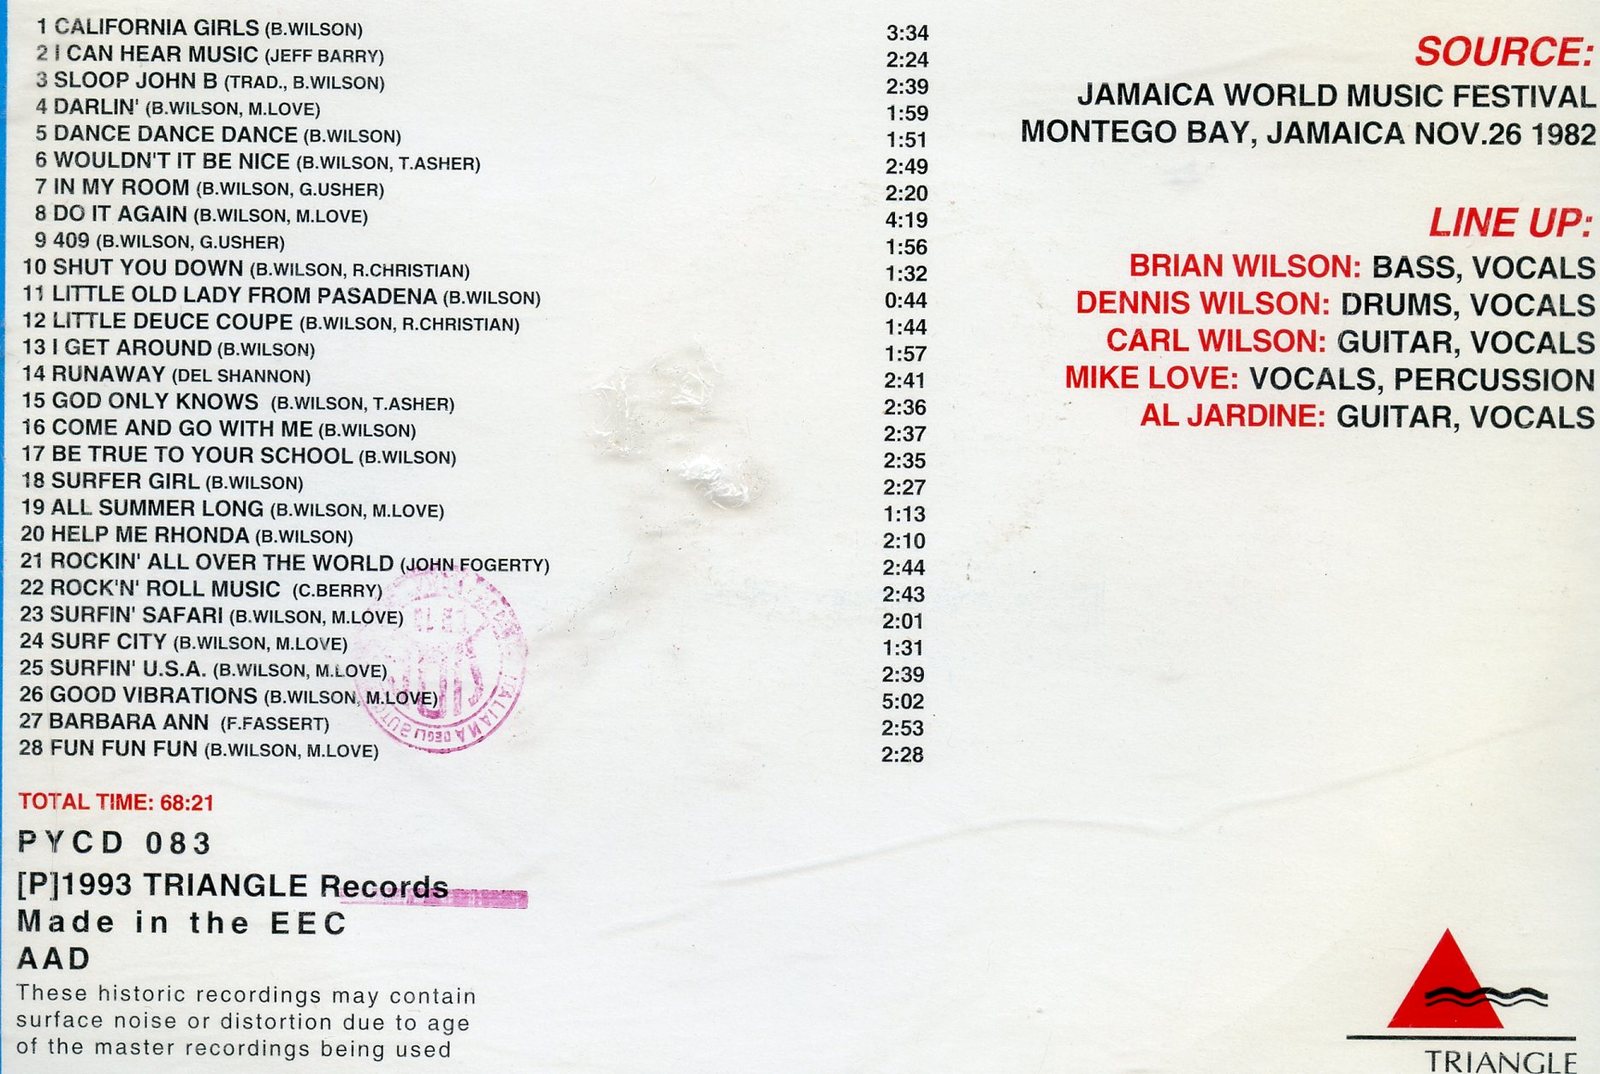 1 CALIFORNIA GIRLS (B.WILSON) 3:34
2 I CAN HEAR MUSIC (JEFF BARRY) 2:24
3 SLOOP JOHN B (TRAD., B.WILSON) 2:39
4 DARLIN' (B.WILSON, M.LOVE) 1:59
5 DANCE DANCE DANCE (B.WILSON) 1:51
6 WOULDN'T IT BE NICE (B.WILSON, T.ASHER) 2:49
7 IN MY ROOM (B.WILSON, G.USHER) 2:20
8 DO IT AGAIN (B.WILSON, M.LOVE) 4:19
9 409 (B.WILSON, G.USHER) 1:56
10 SHUT YOU DOWN (B.WILSON, R.CHRISTIAN) 1:32
11 LITTLE OLD LADY FROM PASADENA (B.WILSON) 0:44
12 LITTLE DEUCE COUPE (B.WILSON, R.CHRISTIAN) 1:44
13 I GET AROUND (B.WILSON) 1:57
14 RUNAWAY (DEL SHANNON) 2:41
15 GOD ONLY KNOWS (B.WILSON, T.ASHER) 2:36
16 COME AND GO WITH ME (B.WILSON) 2:37
17 BE TRUE TO YOUR SCHOOL (B.WILSON) 2:35
18 SURFER GIRL (B.WILSON) 2:27
19 ALL SUMMER LONG (B.WILSON, M.LOVE) 1:13
20 HELP ME RHONDA (B.WILSON) 2:10
21 ROCKIN' ALL OVER THE WORLD (JOHN FOGERTY) 2:44
22 ROCK'N' ROLL MUSIC (C.BERRY) 2:43
23 SURFIN' SAFARI (B.WILSON, M.LOVE) 2:01
24 SURF CITY (B.WILSON, M.LOVE) 1:31
25 SURFIN' U.S.A. (B.WILSON, M.LOVE) 2:39
26 GOOD VIBRATIONS (B.WILSON, M.LOVE) 5:02
27 BARBARA ANN (F.FASSERT) 2:53
28 FUN FUN FUN (B.WILSON, M.LOVE) 2:28
TOTAL TIME: 68:21
PYCD 083
[P]1993 TRIANGLE Records
Made in the EEC
AAD
These historic recordings may contain
surface noise or distortion due to age
of the master recordings being used
SOURCE:
JAMAICA WORLD MUSIC FESTIVAL
MONTEGO BAY, JAMAICA NOV.26 1982
LINE UP:
BRIAN WILSON: BASS, VOCALS
DENNIS WILSON: DRUMS, VOCALS
CARL WILSON: GUITAR, VOCALS
MIKE LOVE: VOCALS, PERCUSSION
AL JARDINE: GUITAR, VOCALS
TRIANGLE
ITALIANA DEGLI